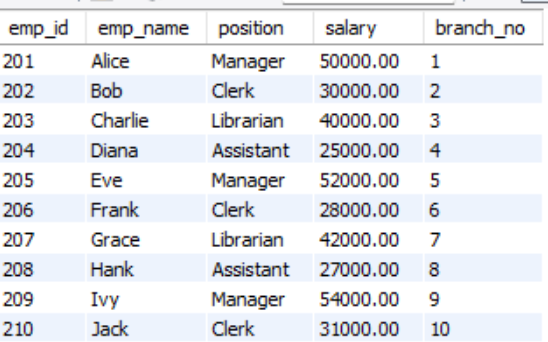 emp_id emp_name position salary branch_no
201 Alice Manager 50000.00 1
202 Bob Clerk 30000.00 2
203 Charlie Librarian 40000.00 3
204 Diana Assistant 25000.00 4
205 Eve Manager 52000.00 5
206 Frank Clerk 28000.00 6
207 Grace Librarian 42000.00 7
208 Hank Assistant 27000.00 8
209 Ivy Manager 54000.00 9
210 Jack Clerk 31000.00 10